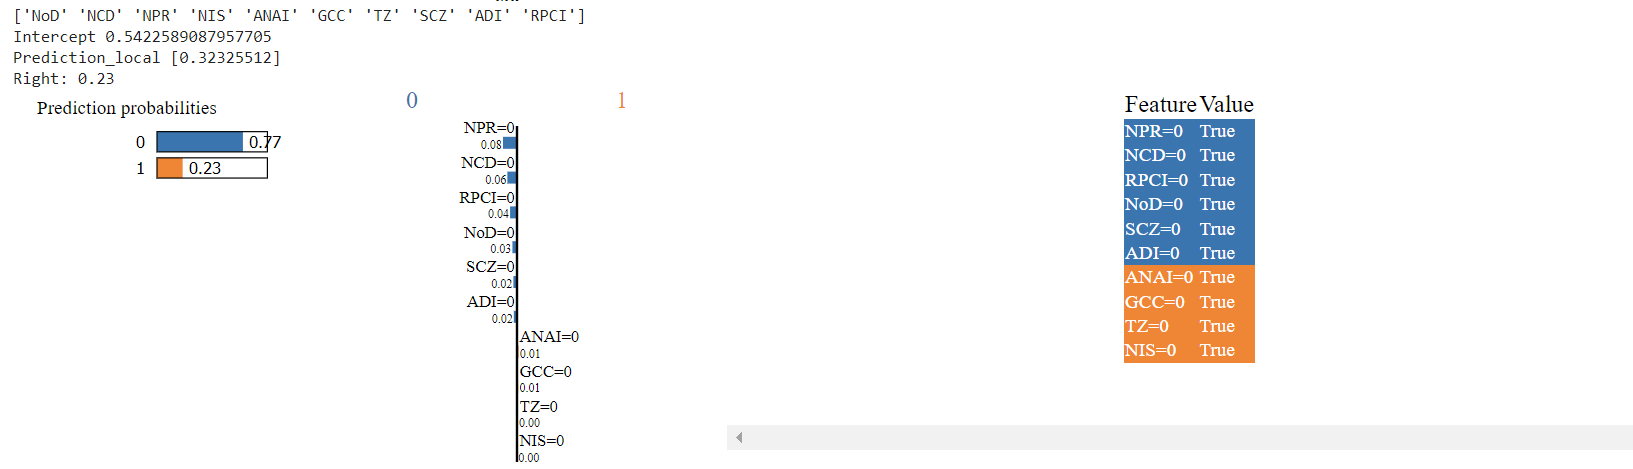 ['NoD' 'NCD' 'NPR' 'NIS' 'ANAI' 'GCC' 'TZ' 'SCZ' 'ADI' 'RPCI']
Intercept 0.5422589087957705
Prediction_local [0.32325512]
Right: 0.23
Prediction probabilities
0 0.77
1 0.23
0 1
NPR=0
0.08
NCD=0
0.06
RPCI=0
0.04
NoD=0
0.03
SCZ=0
0.02
ADI=0
0.02
ANAI=0
0.01
GCC=0
0.01
TZ=0
0.00
NIS=0
0.00
Feature Value
NPR=0 True
NCD=0 True
RPCI=0 True
NoD=0 True
SCZ=0 True
ADI=0 True
ANAI=0 True
GCC=0 True
TZ=0 True
NIS=0 True